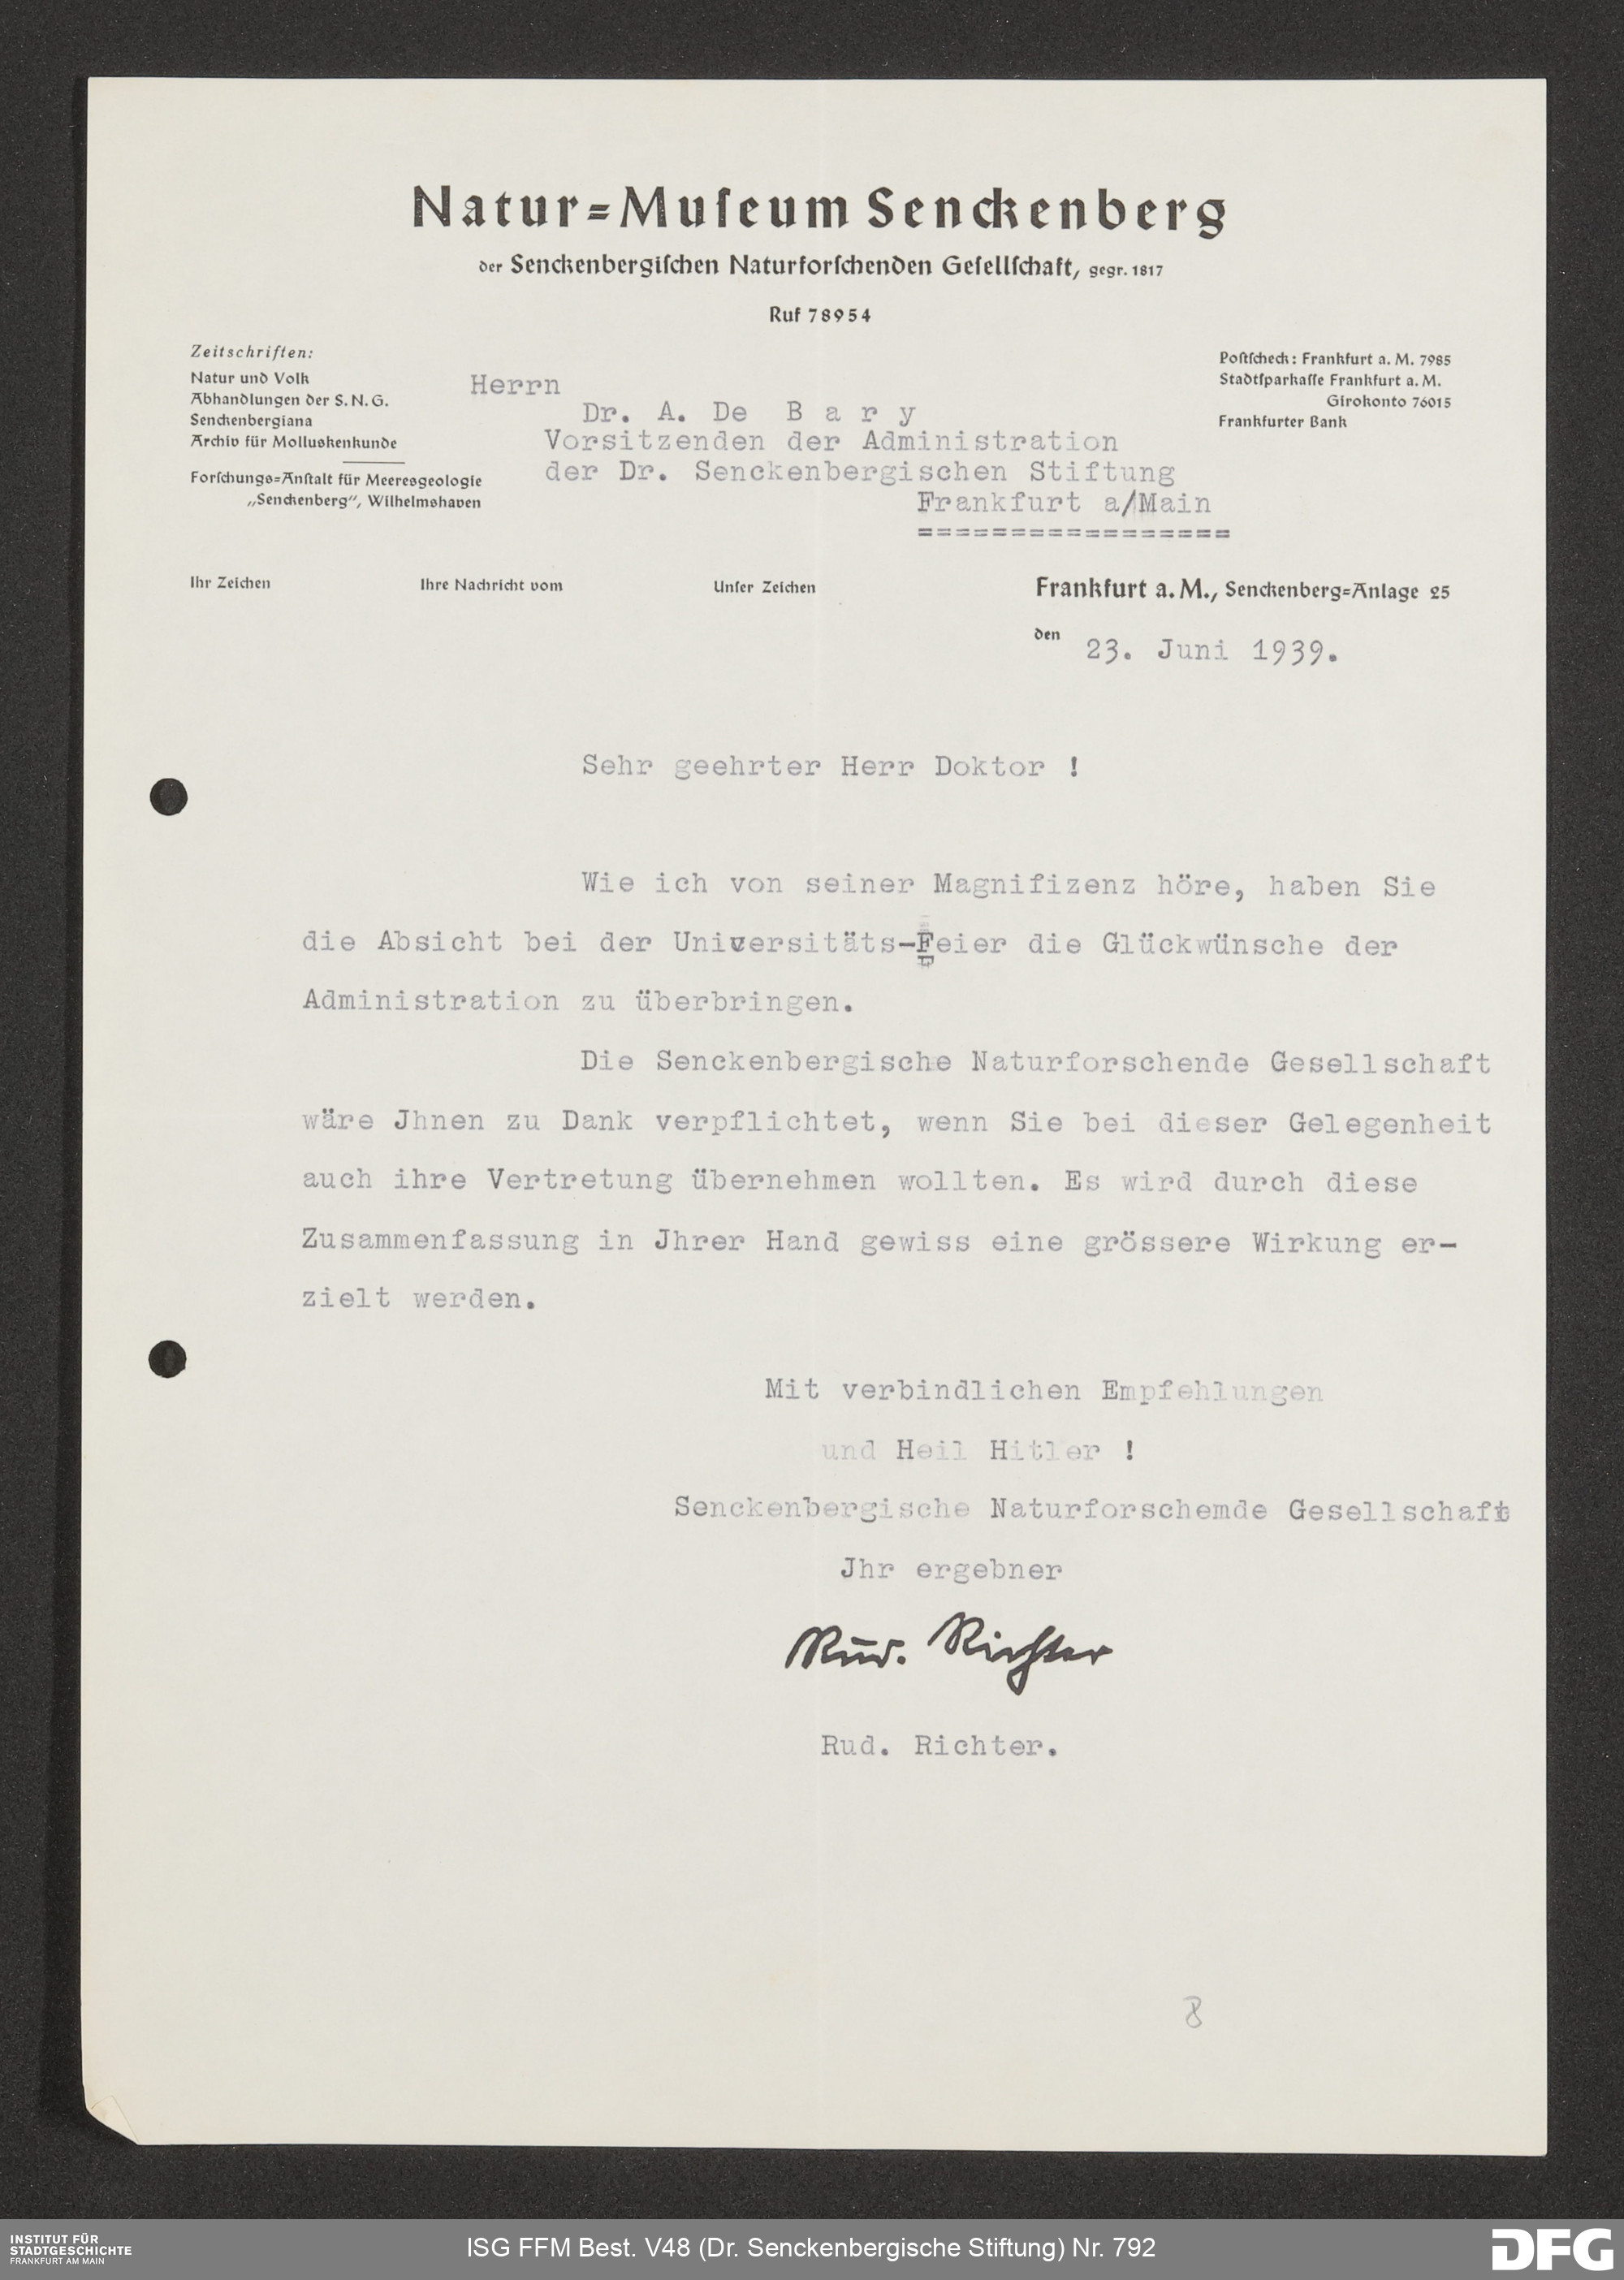 Natur=Muſeum Senckenberg
der Senckenbergiſchen Naturforſchenden Geſellſchaft, gegr. 1817
Ruf 78954
Zeitschriften:
Natur und Volk
Abhandlungen der S. N. G.
Senckenbergiana
Archiv für Molluskenkunde
Forſchungs=Anſtalt für Meeresgeologie
„Senckenberg“, Wilhelmshaven
Poſtſcheck: Frankfurt a. M. 7985
Stadtſparkaſſe Frankfurt a. M.
Girokonto 76015
Frankfurter Bank
Herrn
Dr. A. De B a r y
Vorsitzenden der Administration
der Dr. Senckenbergischen Stiftung
Frankfurt a/Main
=================
Ihr Zeichen
Ihre Nachricht vom
Unſer Zeichen
Frankfurt a. M., Senckenberg=Anlage 25
den 23. Juni 1939.
Sehr geehrter Herr Doktor !
Wie ich von seiner Magnifizenz höre, haben Sie
die Absicht bei der Universitäts-Feier die Glückwünsche der
Administration zu überbringen.
Die Senckenbergische Naturforschende Gesellschaft
wäre Jhnen zu Dank verpflichtet, wenn Sie bei dieser Gelegenheit
auch ihre Vertretung übernehmen wollten. Es wird durch diese
Zusammenfassung in Jhrer Hand gewiss eine grössere Wirkung er-
zielt werden.
Mit verbindlichen Empfehlungen
und Heil Hitler !
Senckenbergische Naturforschemde Gesellschaft
Jhr ergebner
Rud. Richter
Rud. Richter.
8
INSTITUT FÜR
STADTGESCHICHTE
FRANKFURT AM MAIN
ISG FFM Best. V48 (Dr. Senckenbergische Stiftung) Nr. 792
DFG